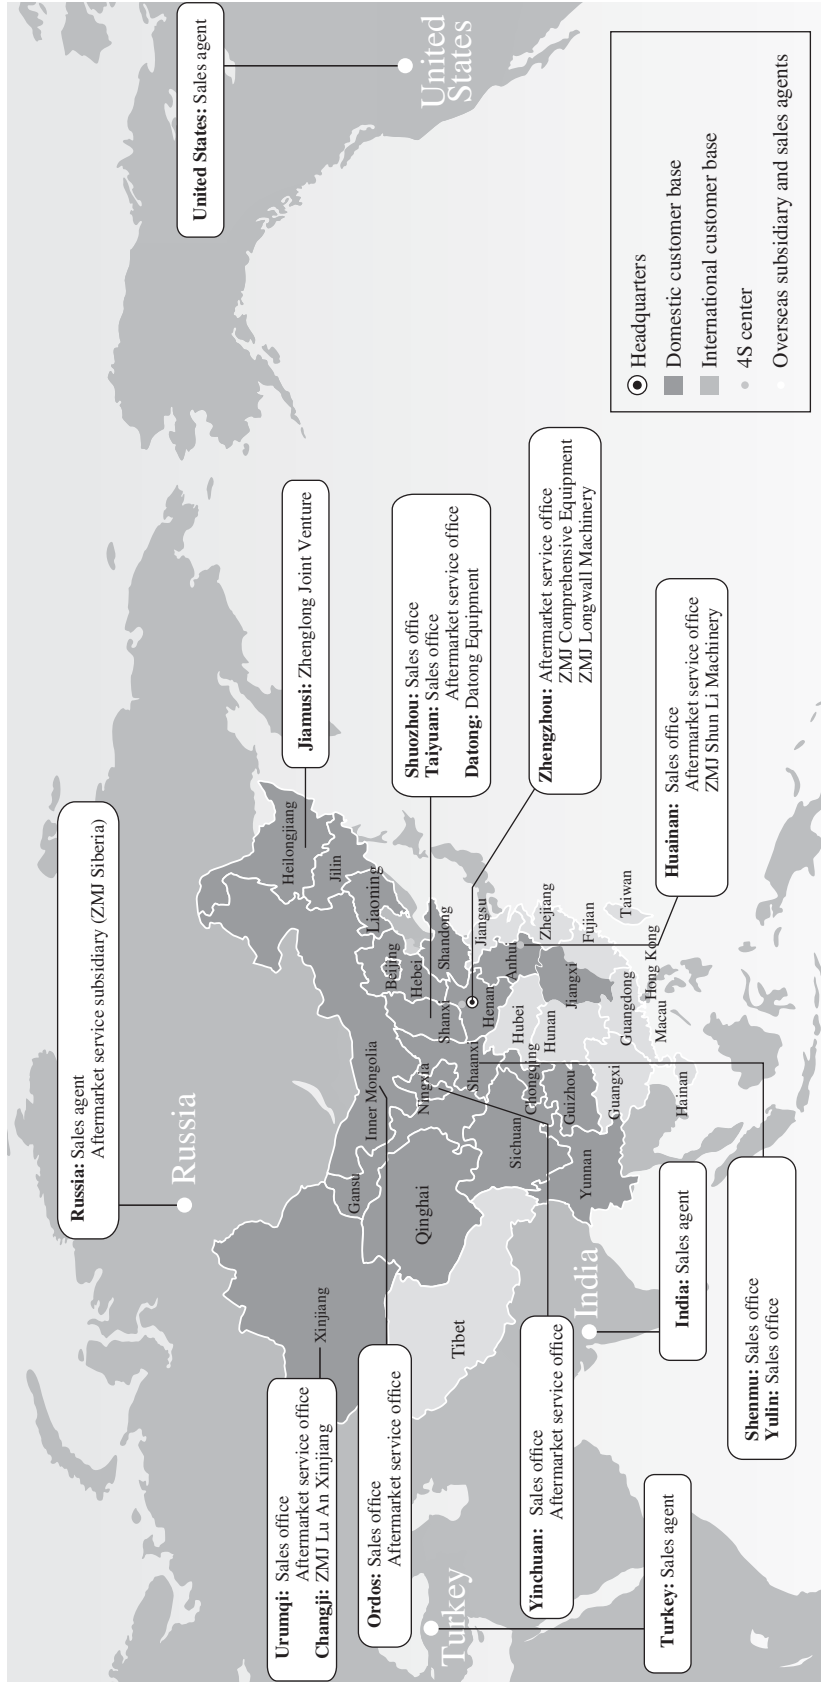 Russia: Sales agent
Aftermarket service subsidiary (ZMJ Siberia)
United States: Sales agent
Russia
United
States
Jiamusi: Zhenglong Joint Venture
Urumqi: Sales office
Aftermarket service office
Changji: ZMJ Lu An Xinjiang
Ordos: Sales office
Aftermarket service office
Shuozhou: Sales office
Taiyuan: Sales office
Aftermarket service office
Datong: Datong Equipment
Zhengzhou: Aftermarket service office
ZMJ Comprehensive Equipment
ZMJ Longwall Machinery
Huainan: Sales office
Aftermarket service office
ZMJ Shun Li Machinery
Yinchuan: Sales office
Aftermarket service office
Turkey: Sales agent
India: Sales agent
Shenmu: Sales office
Yulin: Sales office
Turkey
India
Heilongjiang
Jilin
Liaoning
Xinjiang
Gansu
Inner Mongolia
Beijing
Hebei
Qinghai
Ningxia
Shanxi
Shandong
Tibet
Shaanxi
Henan
Jiangsu
Sichuan
Chongqing
Hubei
Anhui
Hunan
Zhejiang
Guizhou
Jiangxi
Yunnan
Fujian
Guangxi
Guangdong
Taiwan
Hong Kong
Macau
Hainan
Headquarters
Domestic customer base
International customer base
4S center
Overseas subsidiary and sales agents